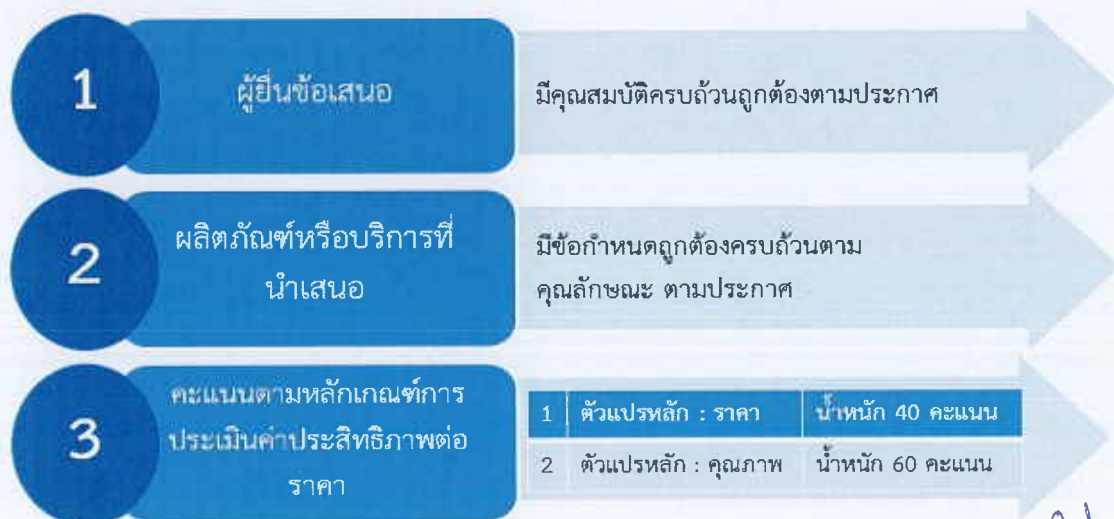 1
ผู้ยื่นข้อเสนอ
มีคุณสมบัติครบถ้วนถูกต้องตามประกาศ
2
ผลิตภัณฑ์หรือบริการที่
นำเสนอ
มีข้อกำหนดถูกต้องครบถ้วนตาม
คุณลักษณะ ตามประกาศ
3
คะแนนตามหลักเกณฑ์การ
ประเมินค่าประสิทธิภาพต่อ
ราคา
1 ตัวแปรหลัก : ราคา น้ำหนัก 40 คะแนน
2 ตัวแปรหลัก : คุณภาพ น้ำหนัก 60 คะแนน